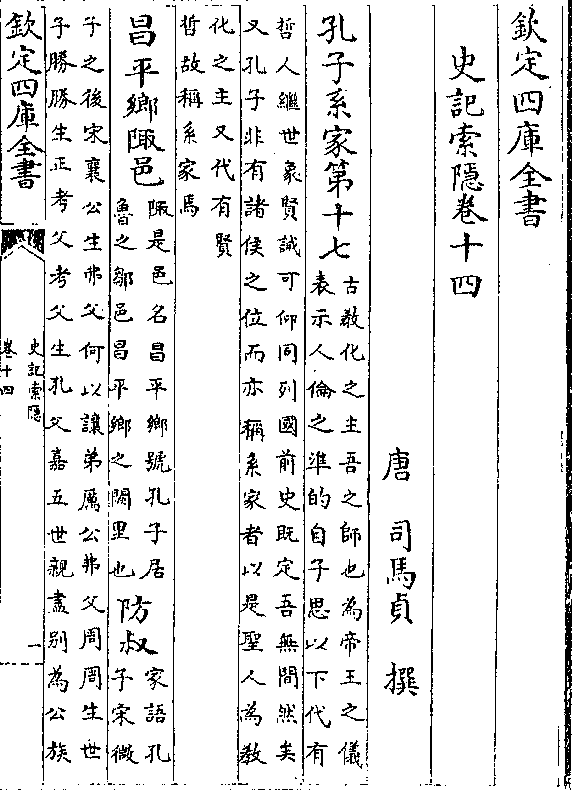 欽定四庫全書
史記索隱卷十四
唐 司馬貞 撰
孔子系家第十七
古教化之主吾之師也為帝王之儀
表示人倫之準的自子思以下代有
哲人繼世象賢誠可仰同列國前史既定吾無間然矣
又孔子非有諸侯之位而亦稱系家者以是聖人為教
化之主又代有賢
哲故稱系家焉
昌平鄉陬邑
陬是邑名昌平鄉號孔子居
魯之鄒邑昌平鄉之闕里也
防叔
家語孔
子宋微
子之後宋襄公生弗父何以讓弟厲公弗父周周生世
子勝勝生正考父考父生孔父嘉五世親盡別為公族
欽定四庫全書
史記索隱
卷十四
一